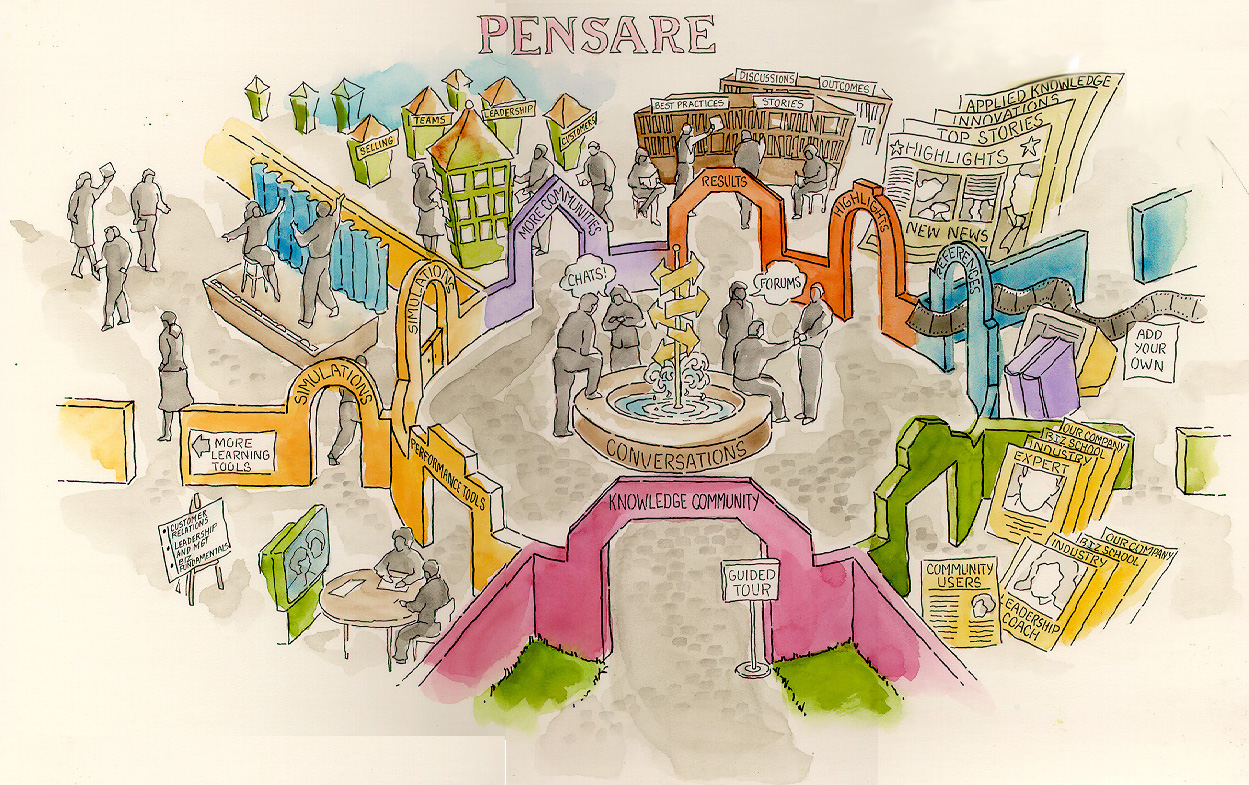 PENSARE
DISCUSSIONS
OUTCOMES
BEST PRACTICES
STORIES
APPLIED KNOWLEDGE
INNOVATIONS
TOP STORIES
HIGHLIGHTS
NEW NEWS
TEAMS
LEADERSHIP
CUSTOMERS
SELLING
MORE COMMUNITIES
RESULTS
HIGHLIGHTS
REFERENCES
SIMULATIONS
CHATS!
FORUMS
ADD
YOUR
OWN
SIMULATIONS
MORE
LEARNING
TOOLS
PERFORMANCE TOOLS
CONVERSATIONS
KNOWLEDGE COMMUNITY
OUR COMPANY
BIZ SCHOOL
INDUSTRY
EXPERT
• CUSTOMER
RELATIONS
• LEADERSHIP
AND MGT
• BIZ
FUNDAMENTALS
GUIDED
TOUR
COMMUNITY
USERS
OUR COMPANY
BIZ SCHOOL
INDUSTRY
LEADERSHIP
COACH